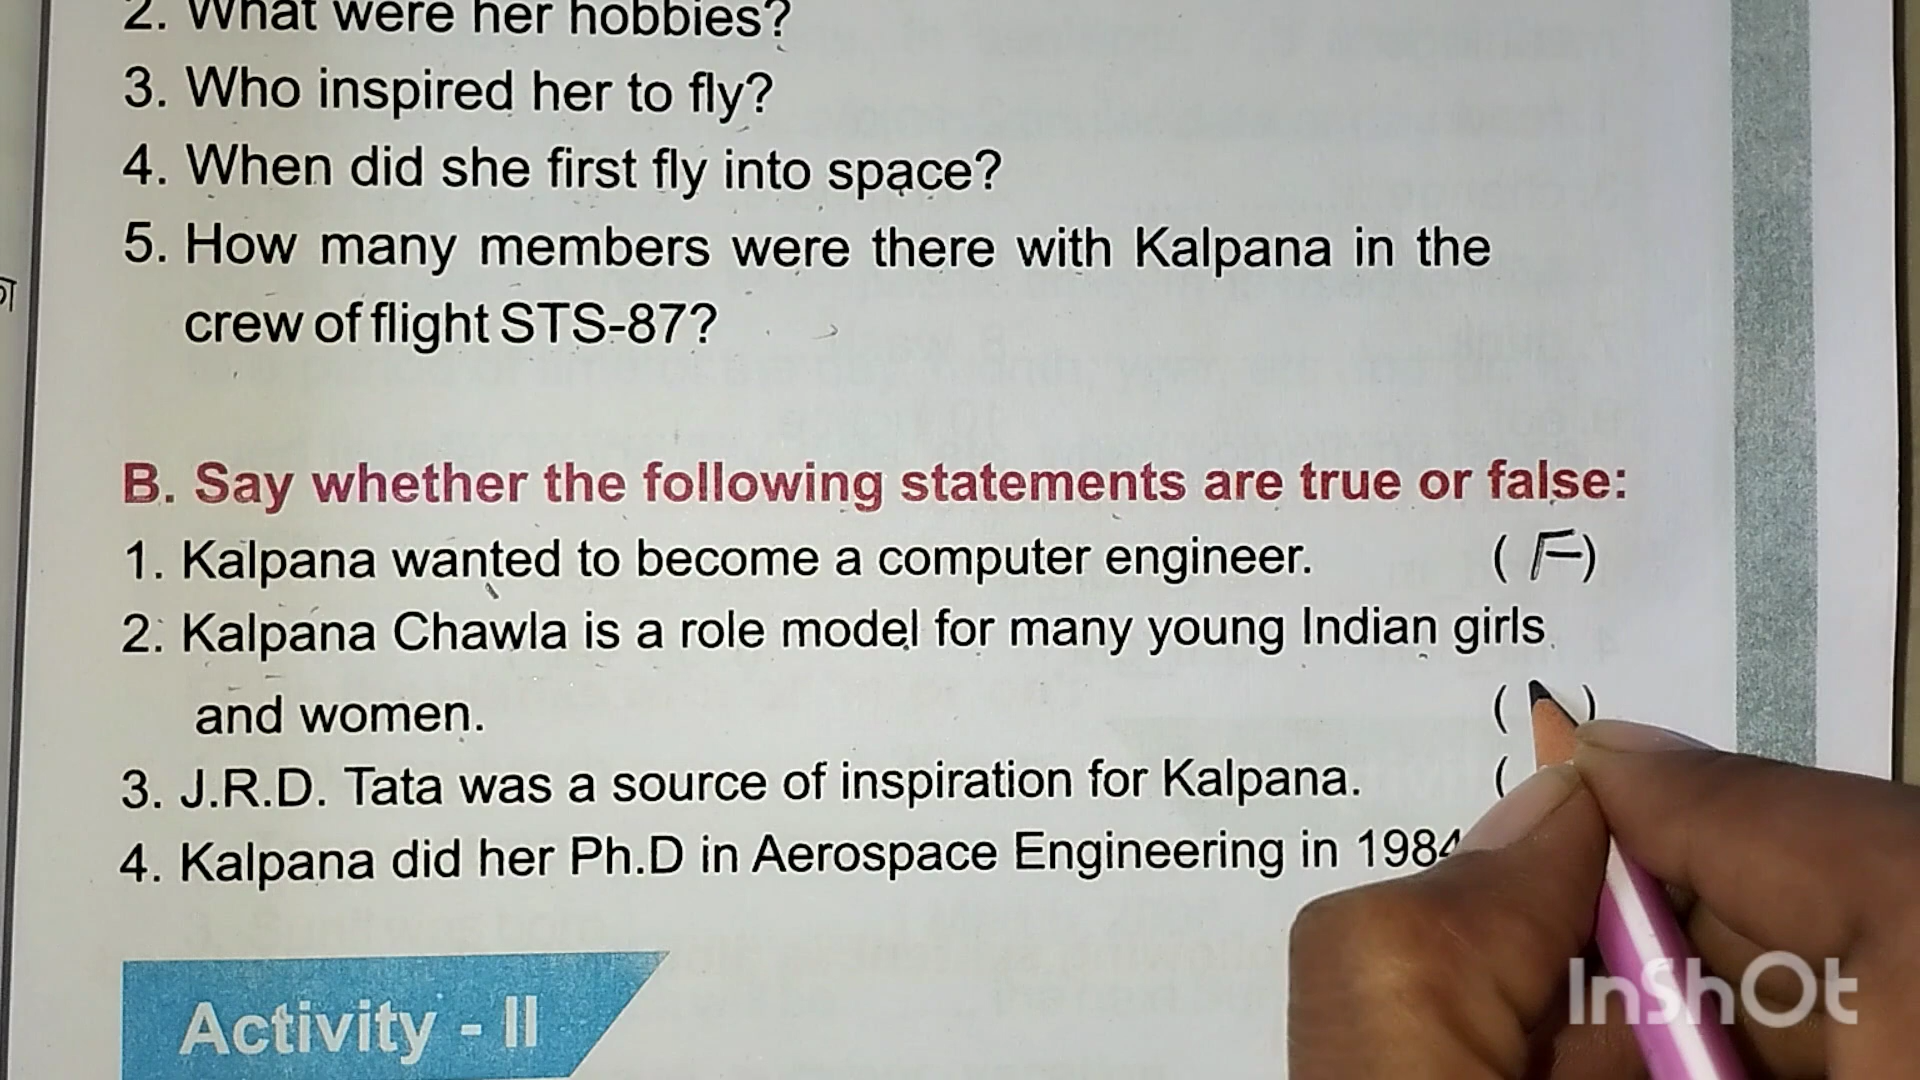 2. What were her hobbies?
3. Who inspired her to fly?
4. When did she first fly into space?
5. How many members were there with Kalpana in the
crew of flight STS-87?
B. Say whether the following statements are true or false:
1. Kalpana wanted to become a computer engineer. ( F )
2. Kalpana Chawla is a role model for many young Indian girls
and women. ( )
3. J.R.D. Tata was a source of inspiration for Kalpana. (
4. Kalpana did her Ph.D in Aerospace Engineering in 1984
Activity - II
InShOt